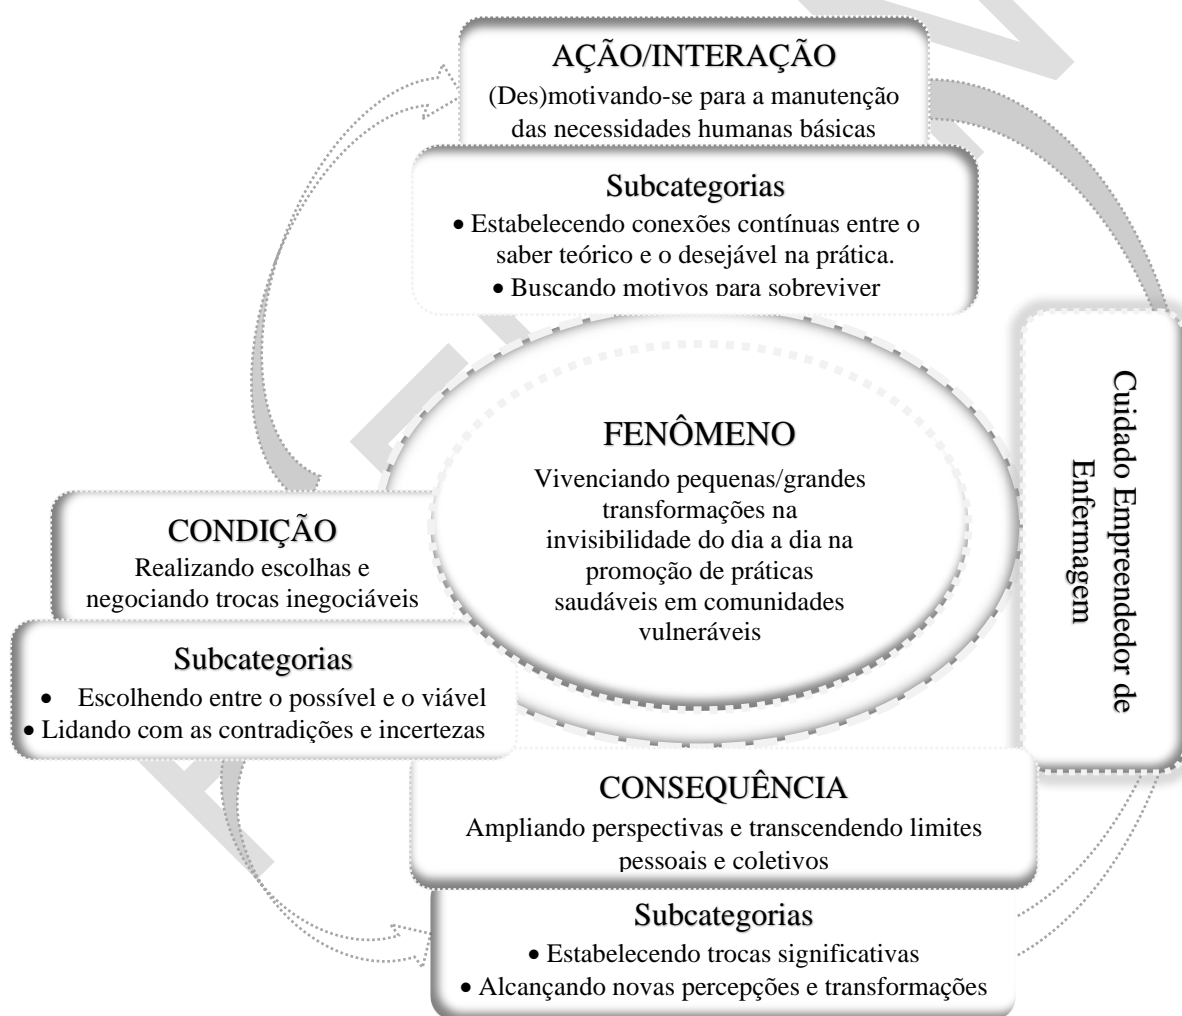 AÇÃO/INTERAÇÃO
(Des)motivando-se para a manutenção
das necessidades humanas básicas
Subcategorias
• Estabelecendo conexões contínuas entre o
saber teórico e o desejável na prática.
• Buscando motivos para sobreviver
FENÔMENO
Vivenciando pequenas/grandes
transformações na
invisibilidade do dia a dia na
promoção de práticas
saudáveis em comunidades
vulneráveis
CONDIÇÃO
Realizando escolhas e
negociando trocas inegociáveis
Subcategorias
• Escolhendo entre o possível e o viável
• Lidando com as contradições e incertezas
Cuidado Empreendedor de
Enfermagem
CONSEQUÊNCIA
Ampliando perspectivas e transcendendo limites
pessoais e coletivos
Subcategorias
• Estabelecendo trocas significativas
• Alcançando novas percepções e transformações